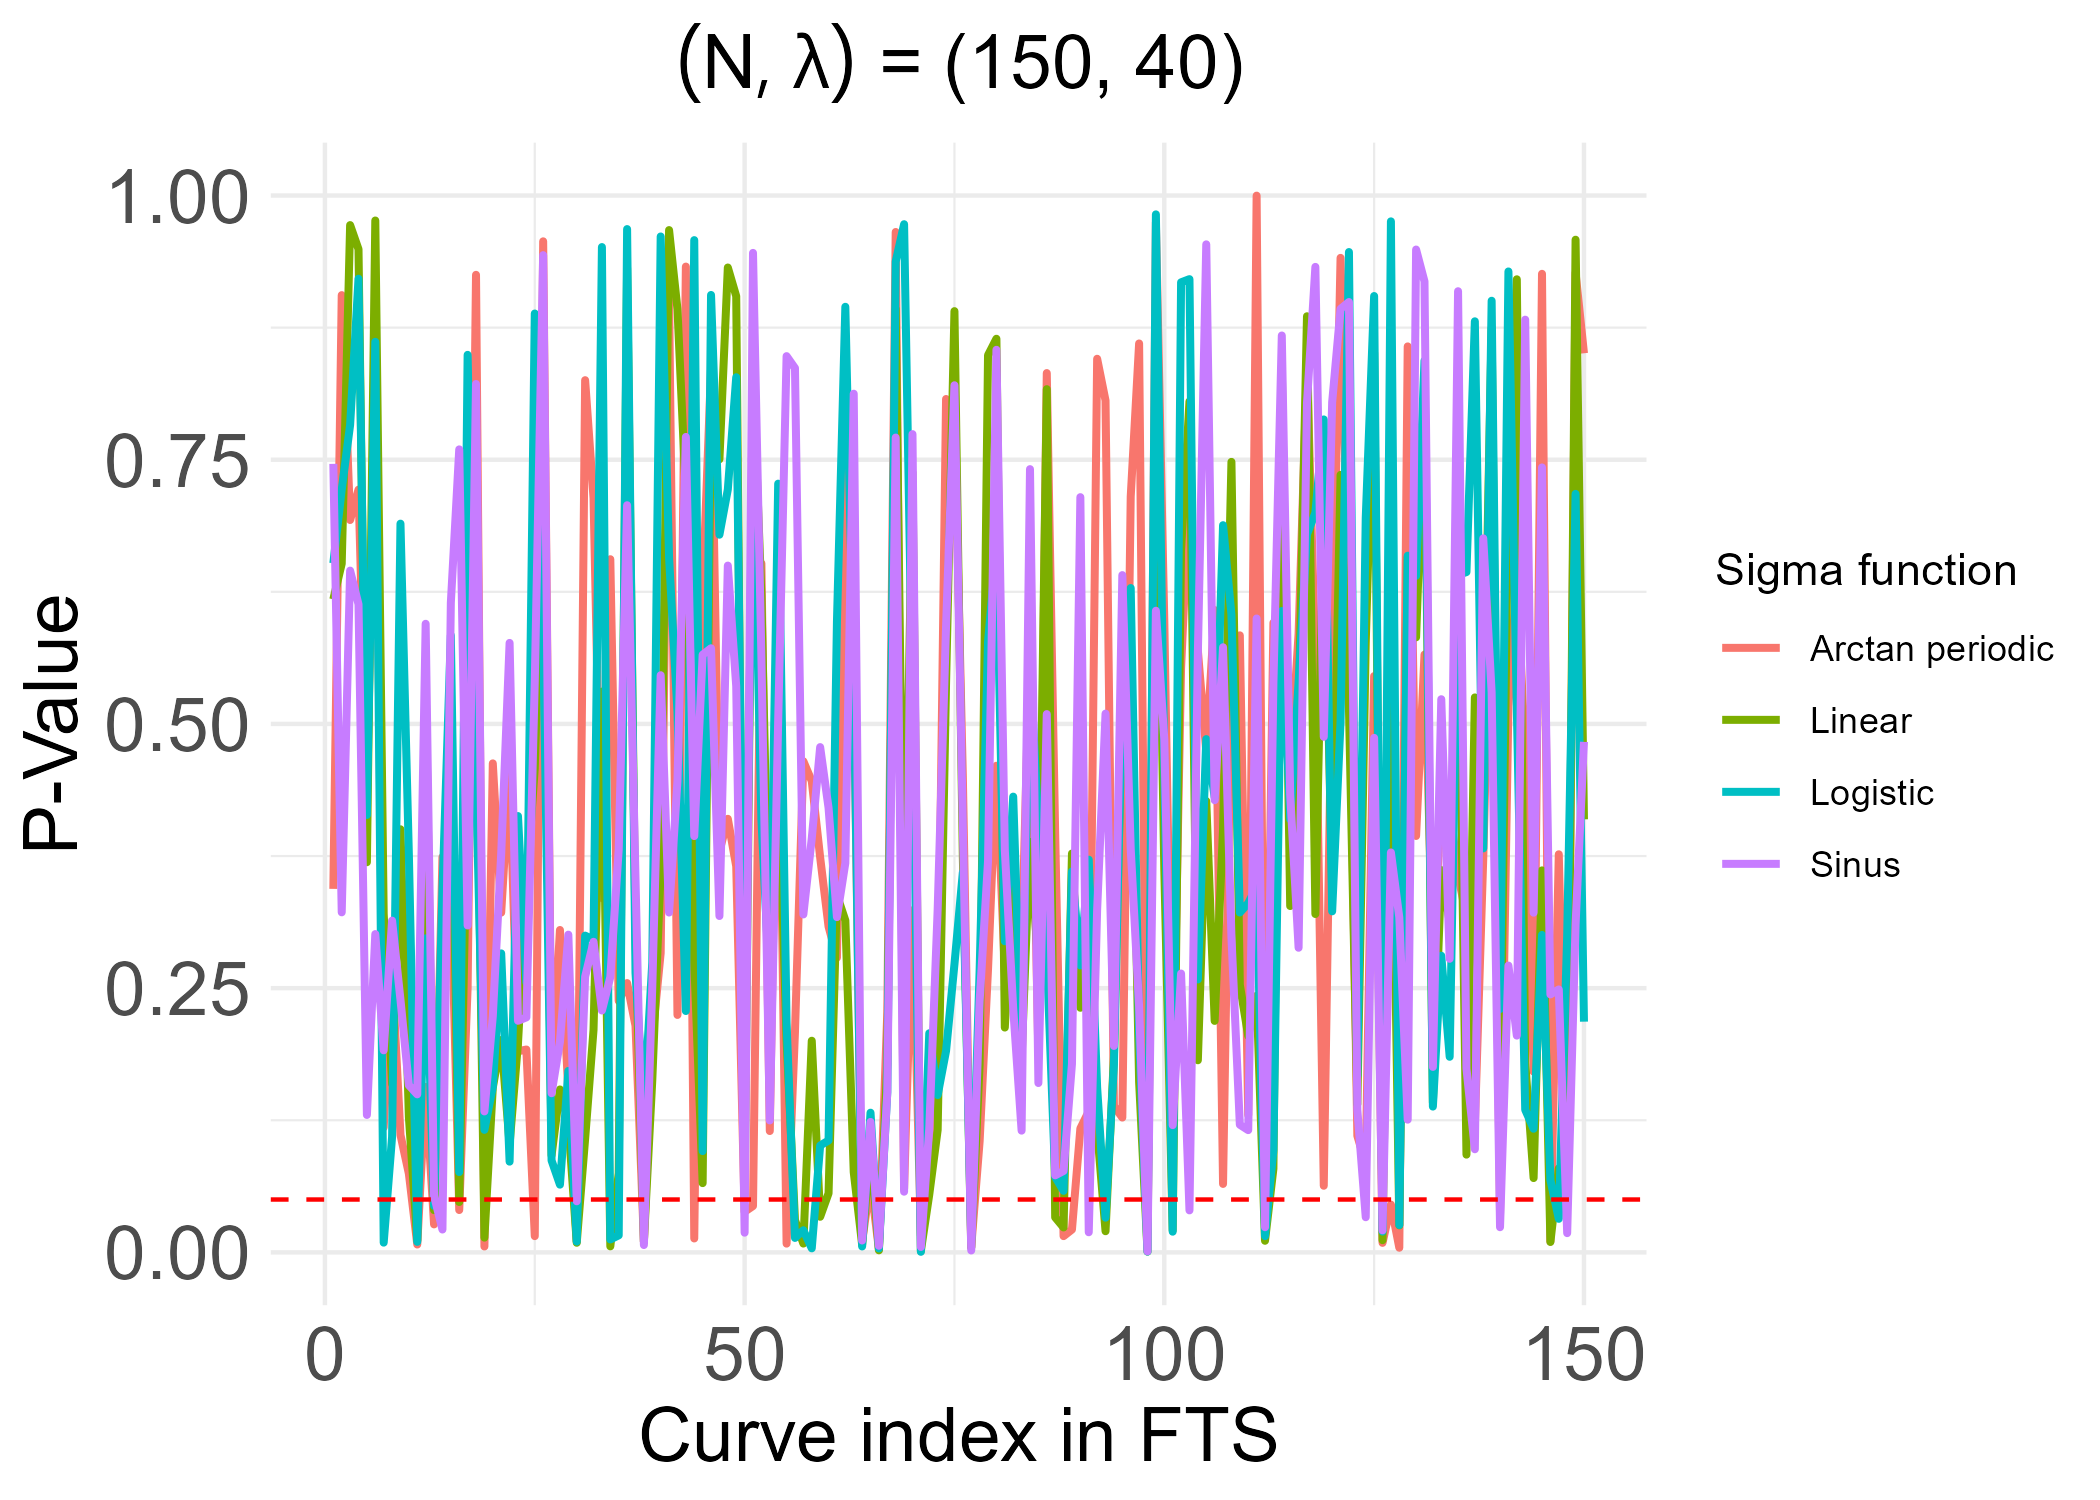 (N, λ) = (150, 40)
1.00
0.75
0.50
0.25
0.00
P-Value
0 50 100 150
Curve index in FTS
Sigma function
Arctan periodic
Linear
Logistic
Sinus